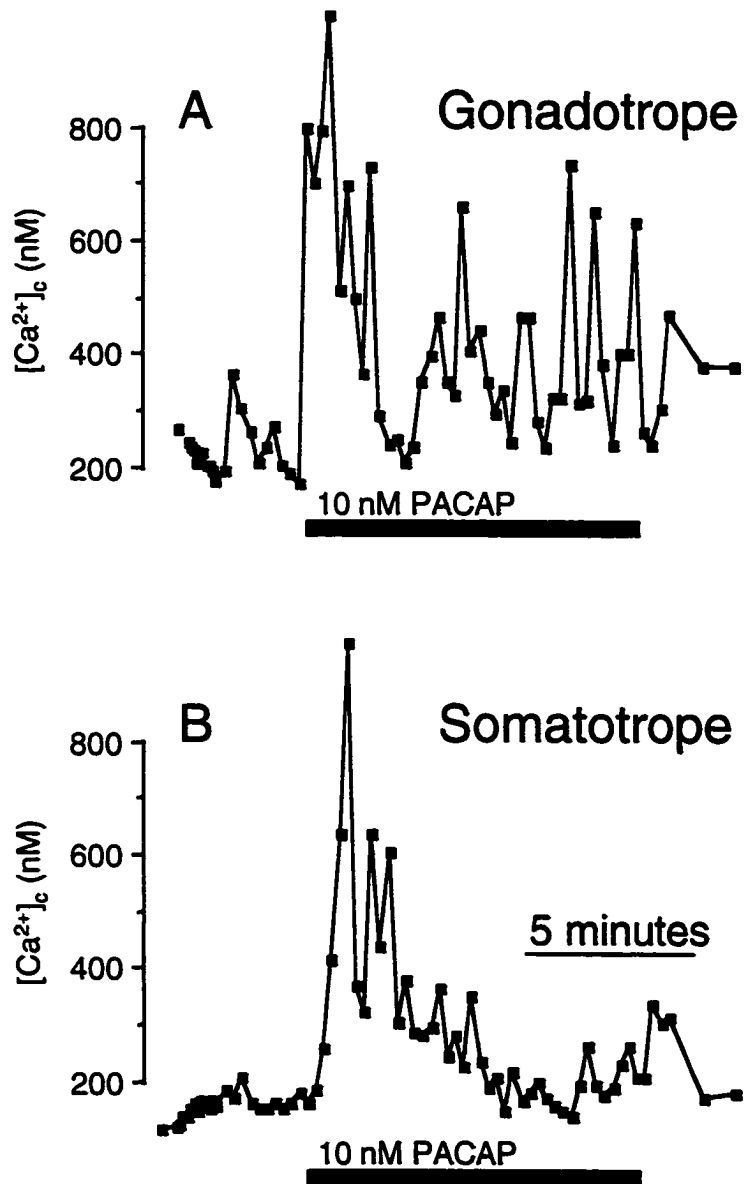 A Gonadotrope
800
600
400
200
[Ca²⁺]c (nM)
10 nM PACAP
B Somatotrope
800
600
400
200
[Ca²⁺]c (nM)
5 minutes
10 nM PACAP